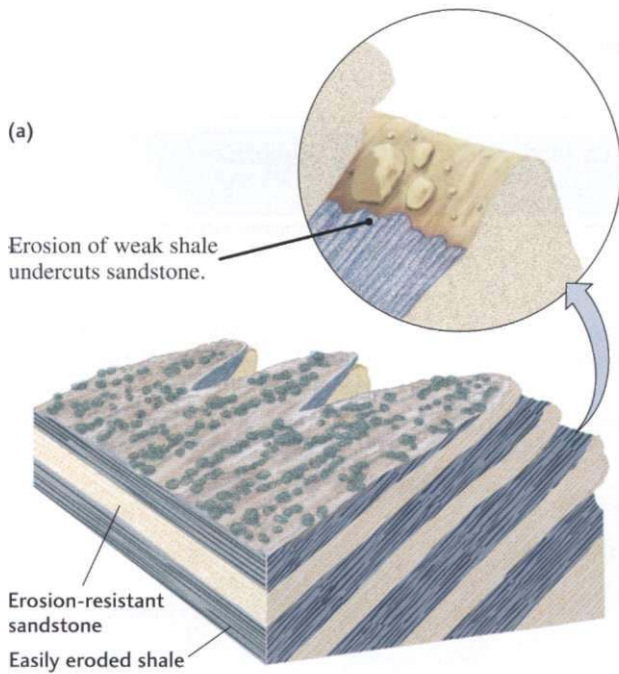 (a)
Erosion of weak shale
undercuts sandstone.
Erosion-resistant
sandstone
Easily eroded shale